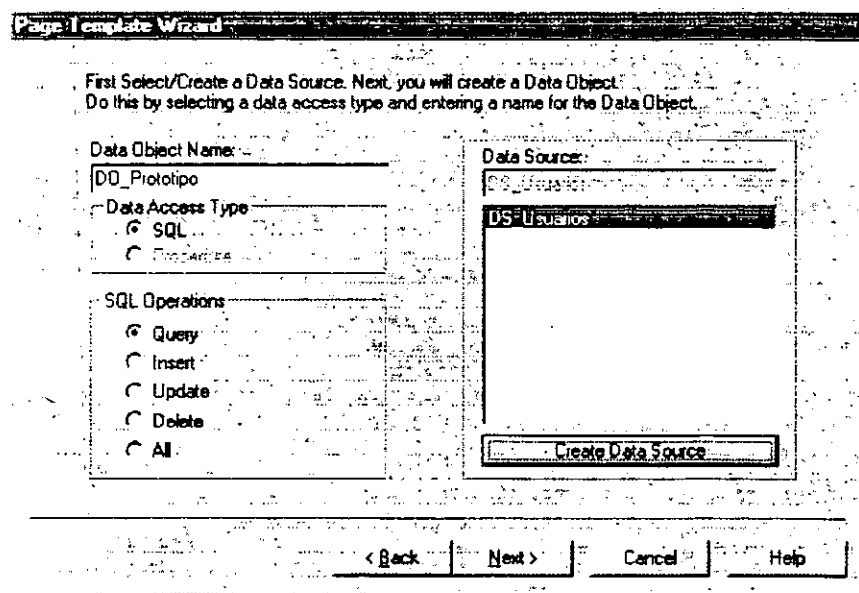 Page Template Wizard
First Select/Create a Data Source. Next, you will create a Data Object.
Do this by selecting a data access type and entering a name for the Data Object.
Data Object Name:
DO_Prototipo
Data Access Type
SQL
SQL Operations
Query
Insert
Update
Delete
All
Data Source:
DS_Usuarios
DS_Usuarios
Create Data Source
< Back
Next >
Cancel
Help